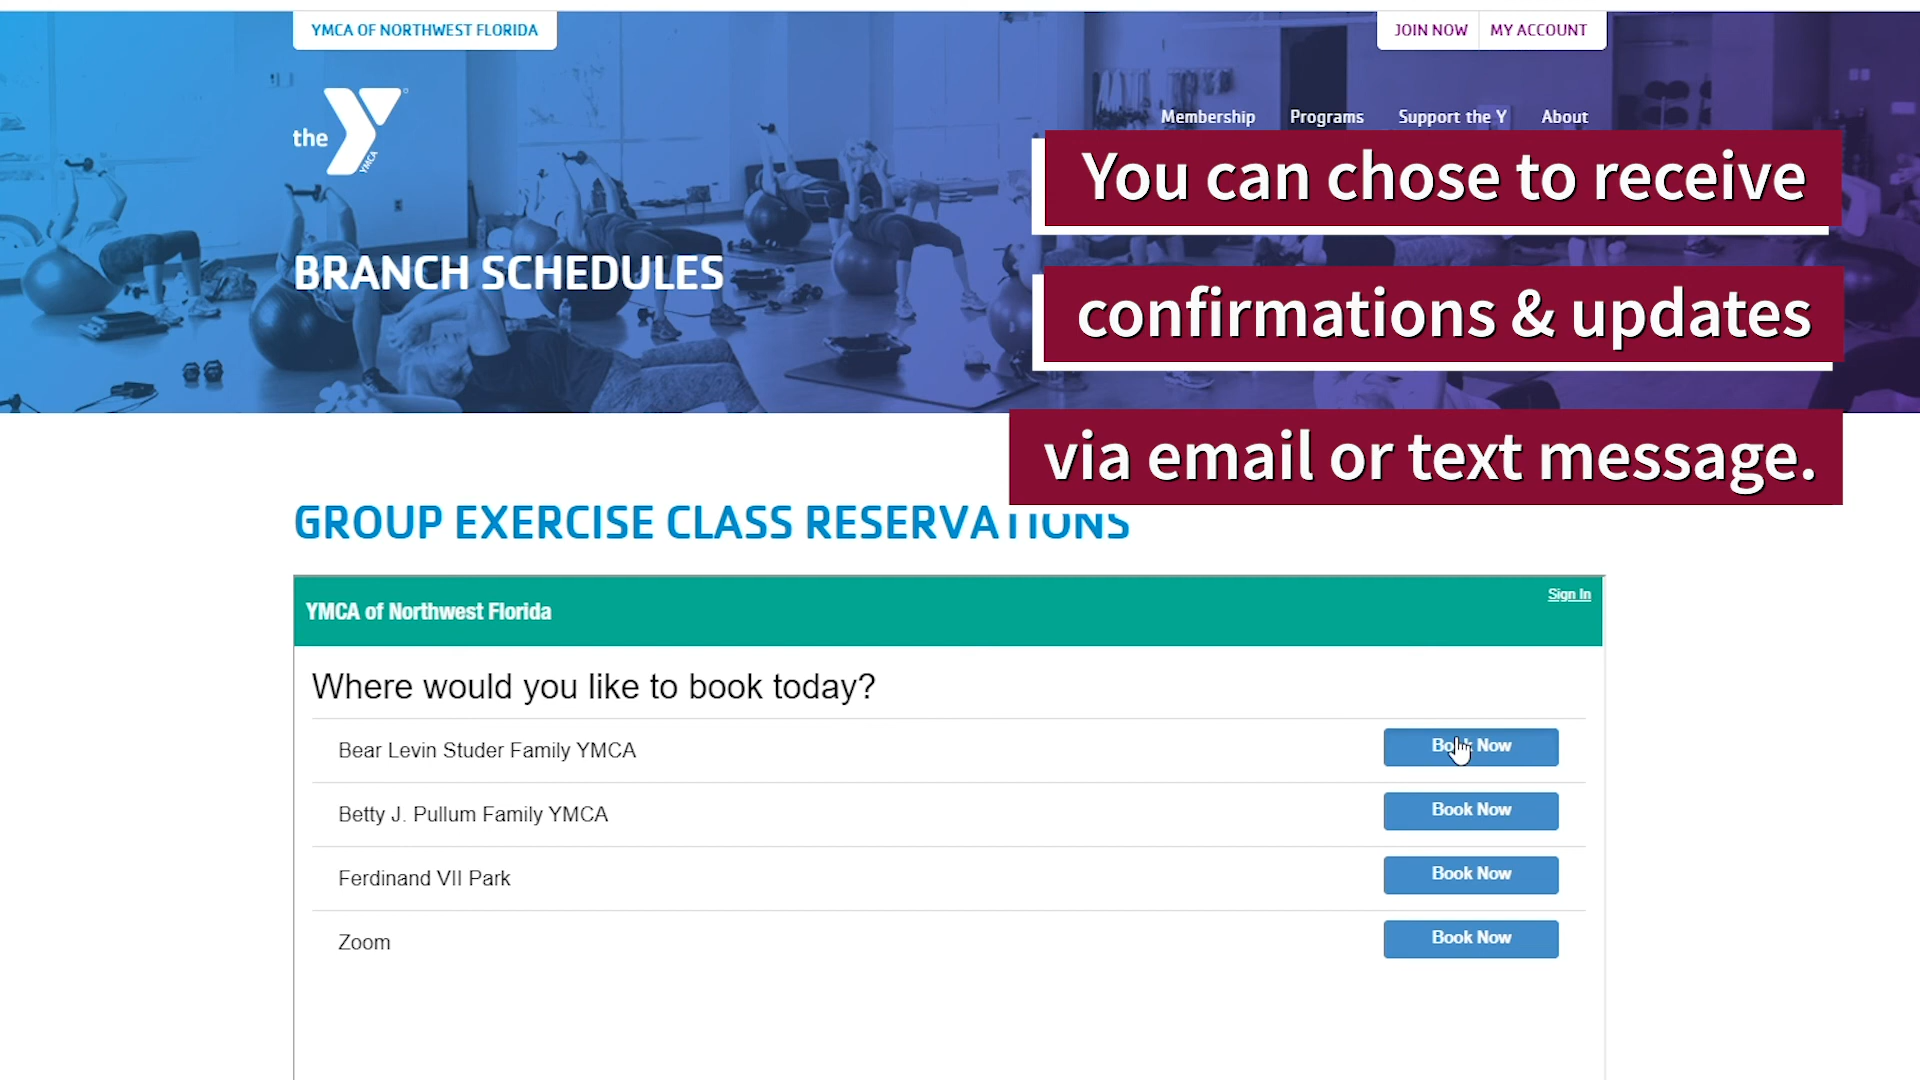 YMCA OF NORTHWEST FLORIDA
JOIN NOW MY ACCOUNT
the YMCA
Membership Programs Support the Y About
You can chose to receive
confirmations & updates
via email or text message.
BRANCH SCHEDULES
GROUP EXERCISE CLASS RESERVATIONS
YMCA of Northwest Florida
Sign In
Where would you like to book today?
Bear Levin Studer Family YMCA Book Now
Betty J. Pullum Family YMCA Book Now
Ferdinand VII Park Book Now
Zoom Book Now